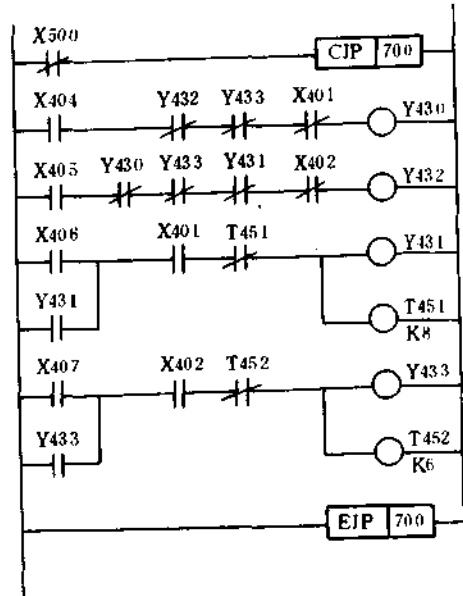 X500
CJP 700
X404 Y432 Y433 X401 Y430
X405 Y430 Y433 Y431 X402 Y432
X406 X401 T451 Y431
Y431 T451
K8
X407 X402 T452 Y433
Y433 T452
K6
EJP 700